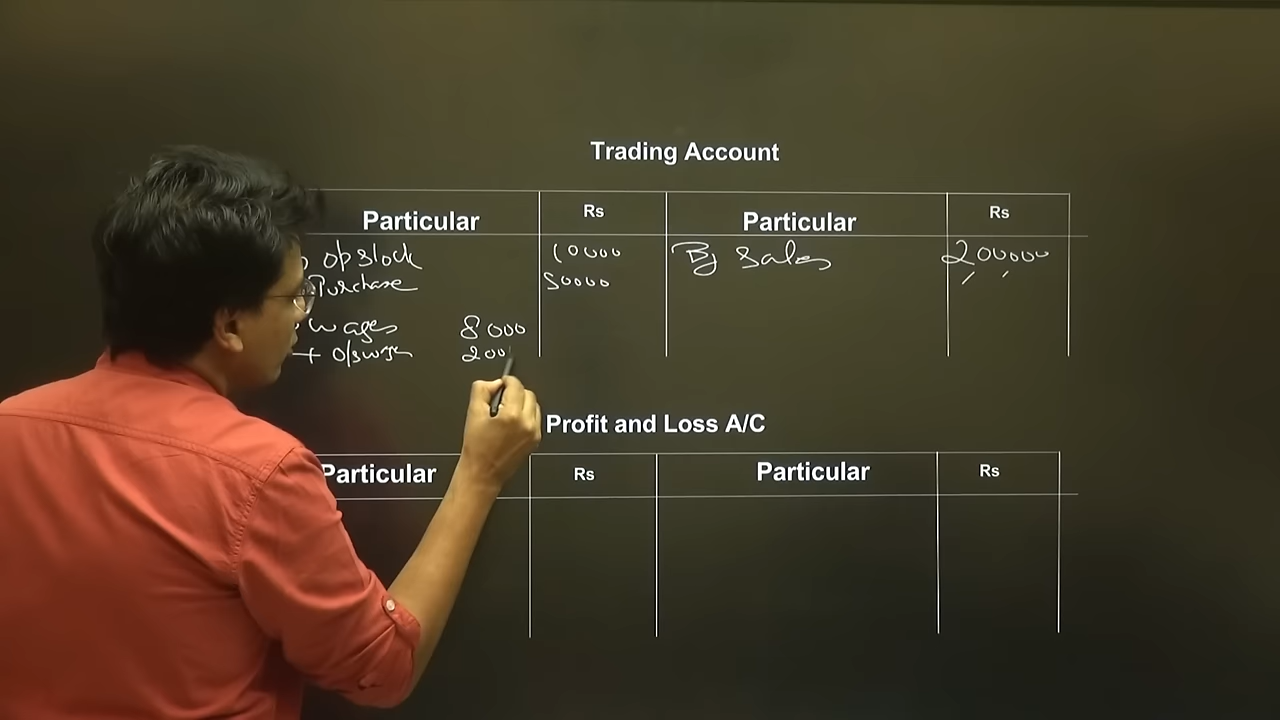 Trading Account
Particular Rs Particular Rs
op stock 10000 By Sales 200000
Purchase 50000
wages 8000
+ o/s wages 200
Profit and Loss A/C
Particular Rs Particular Rs